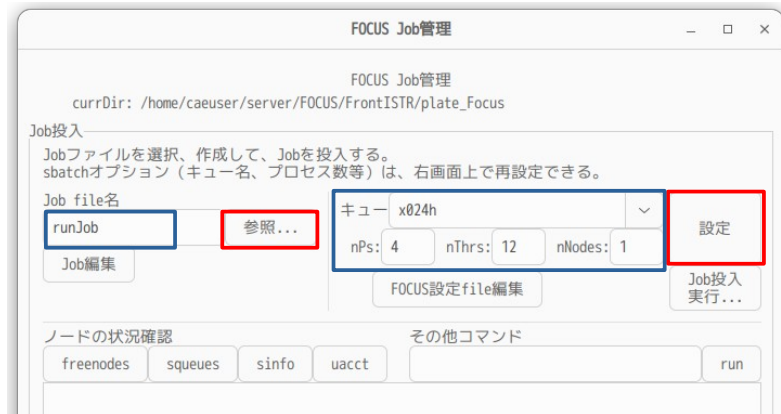 FOCUS Job管理
FOCUS Job管理
currDir: /home/caeuser/server/FOCUS/FrontISTR/plate_Focus
Job投入
Jobファイルを選択、作成して、Jobを投入する。
sbatchオプション（キュー名、プロセス数等）は、右画面上で再設定できる。
Job file名
runJob
参照...
Job編集
キュー x024h
nPs: 4 nThrs: 12 nNodes: 1
設定
FOCUS設定file編集
Job投入
実行...
ノードの状況確認
freenodes squeues sinfo uacct
その他コマンド
run